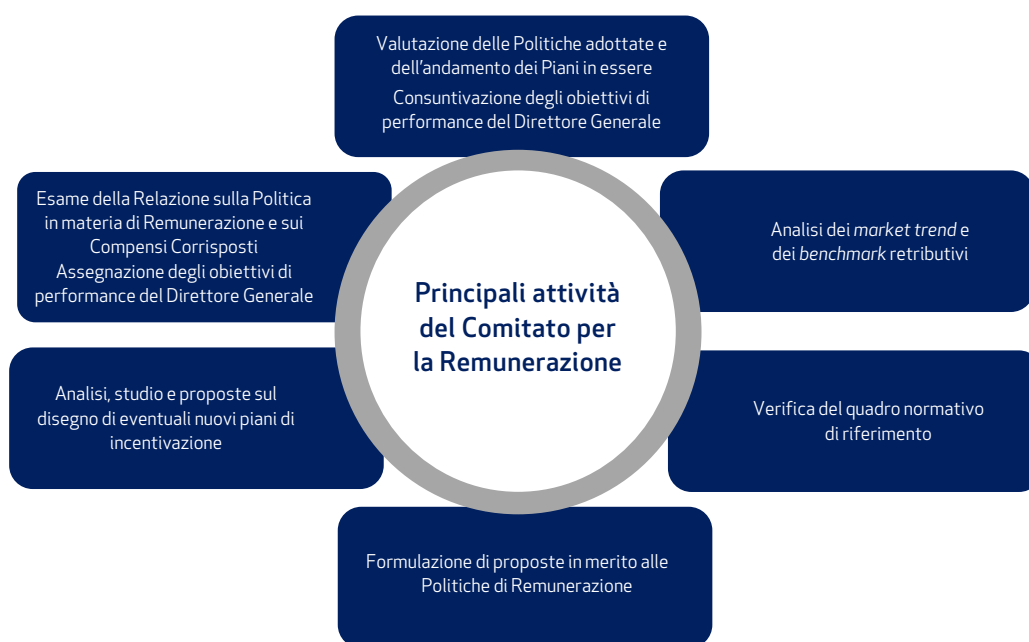 Valutazione delle Politiche adottate e
dell'andamento dei Piani in essere
Consuntivazione degli obiettivi di
performance del Direttore Generale
Esame della Relazione sulla Politica
in materia di Remunerazione e sui
Compensi Corrisposti
Assegnazione degli obiettivi di
performance del Direttore Generale
Analisi dei market trend e
dei benchmark retributivi
Principali attività
del Comitato per
la Remunerazione
Analisi, studio e proposte sul
disegno di eventuali nuovi piani di
incentivazione
Verifica del quadro normativo
di riferimento
Formulazione di proposte in merito alle
Politiche di Remunerazione